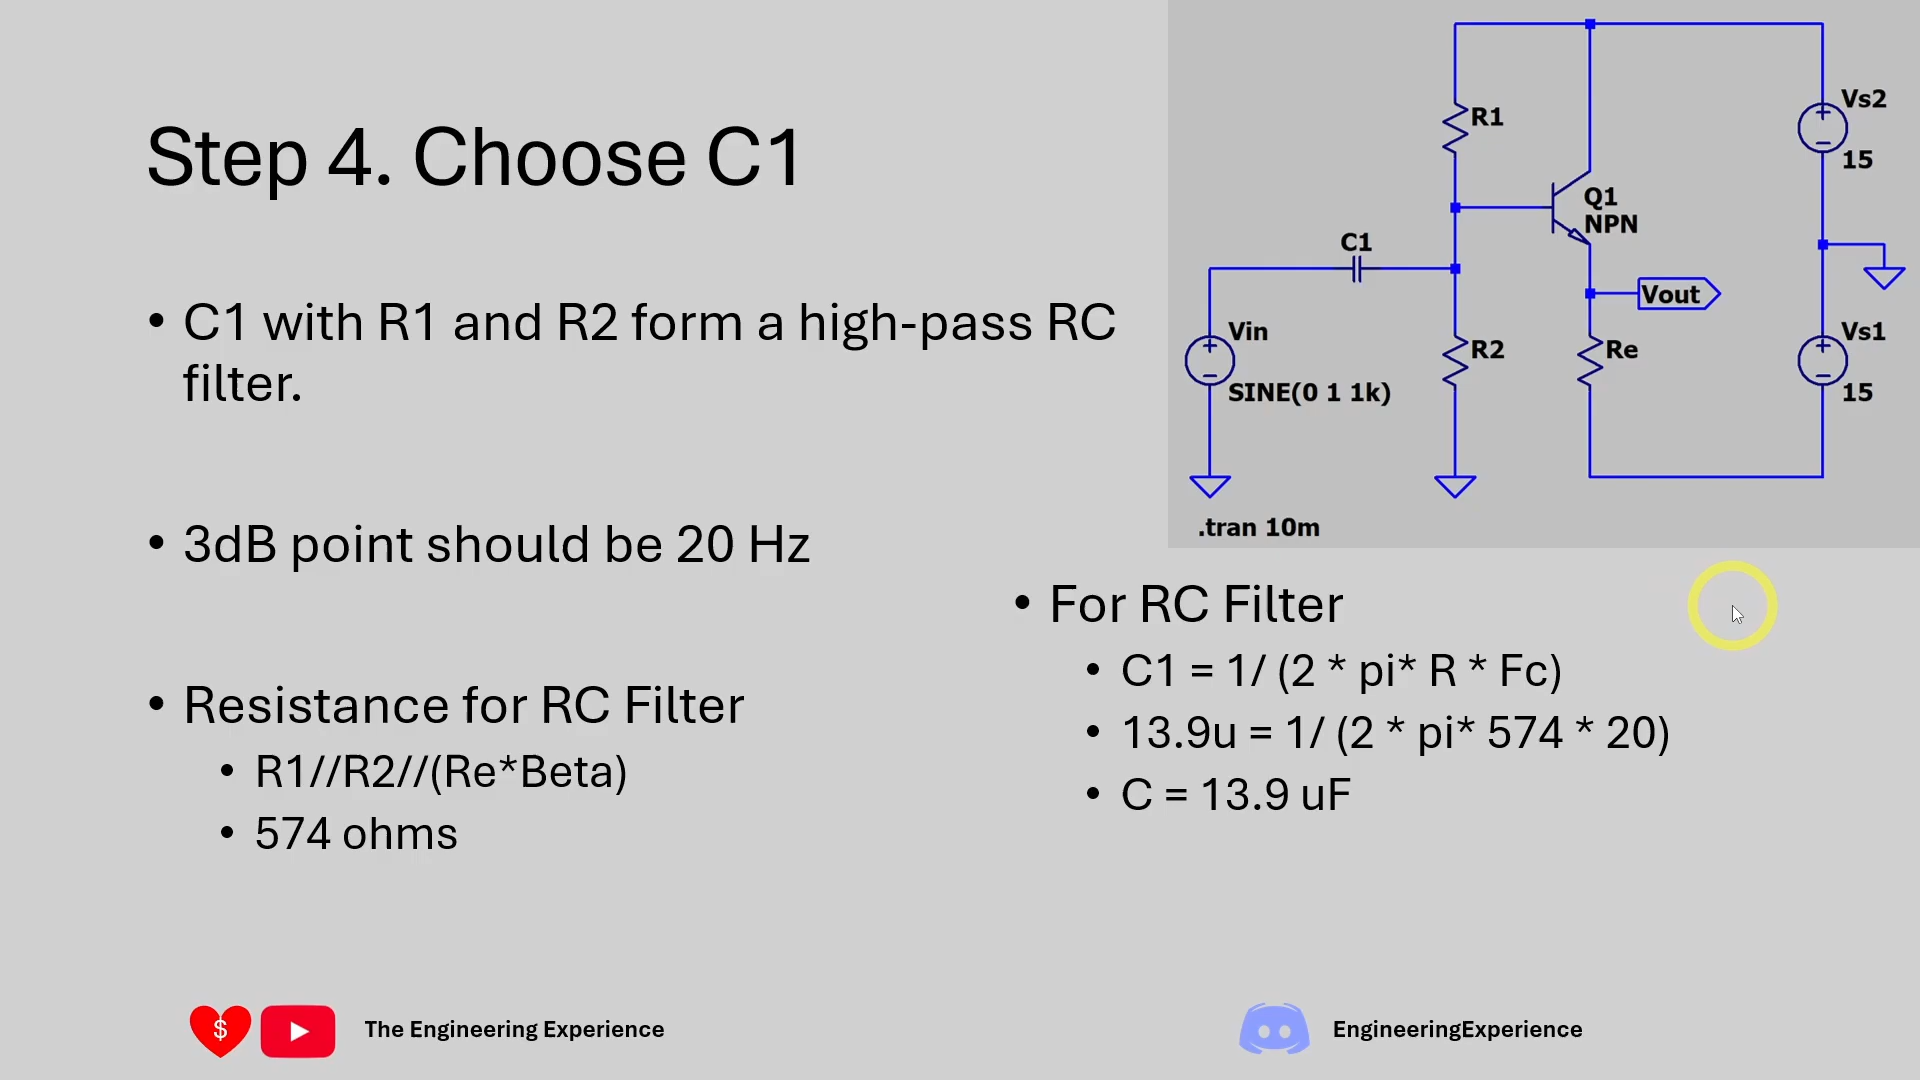 Step 4. Choose C1
• C1 with R1 and R2 form a high-pass RC
filter.
• 3dB point should be 20 Hz
• Resistance for RC Filter
• R1//R2//(Re*Beta)
• 574 ohms
R1
Q1
NPN
C1
Vin
SINE(0 1 1k)
R2
Vout
Re
Vs2
15
Vs1
15
.tran 10m
• For RC Filter
• C1 = 1/ (2 * pi* R * Fc)
• 13.9u = 1/ (2 * pi* 574 * 20)
• C = 13.9 uF
$
The Engineering Experience
EngineeringExperience